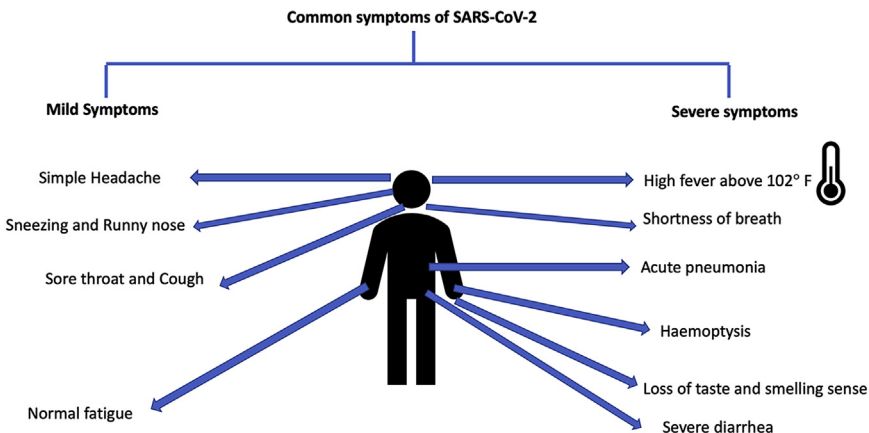 Common symptoms of SARS-CoV-2
Mild Symptoms
Severe symptoms
Simple Headache
Sneezing and Runny nose
Sore throat and Cough
Normal fatigue
High fever above 102° F
Shortness of breath
Acute pneumonia
Haemoptysis
Loss of taste and smelling sense
Severe diarrhea